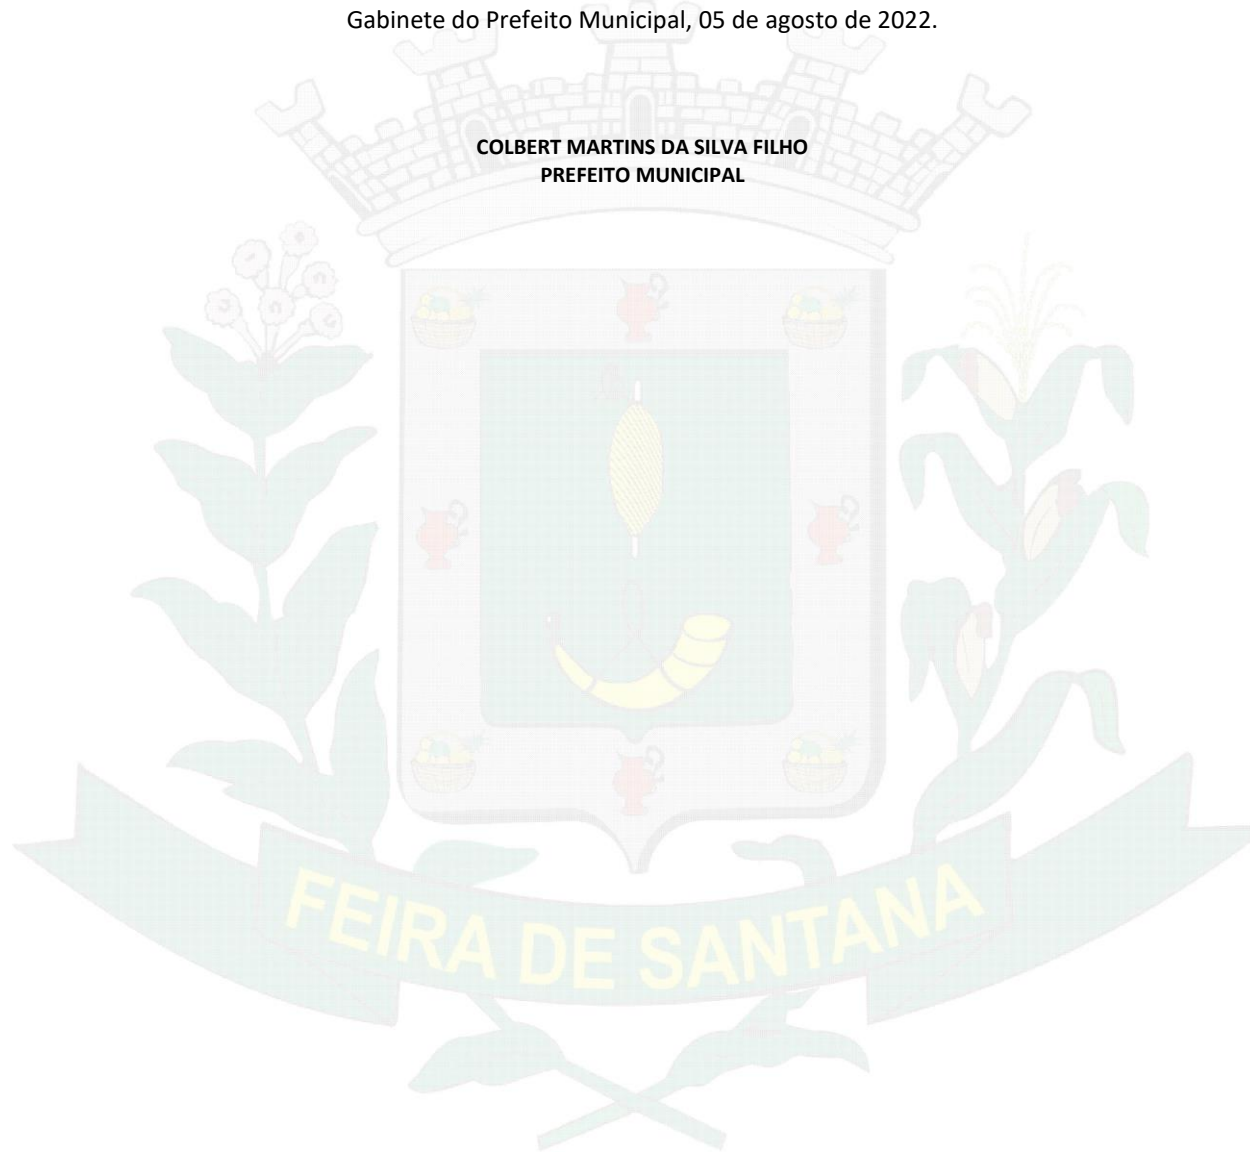 Gabinete do Prefeito Municipal, 05 de agosto de 2022.
COLBERT MARTINS DA SILVA FILHO
PREFEITO MUNICIPAL
FEIRA DE SANTANA